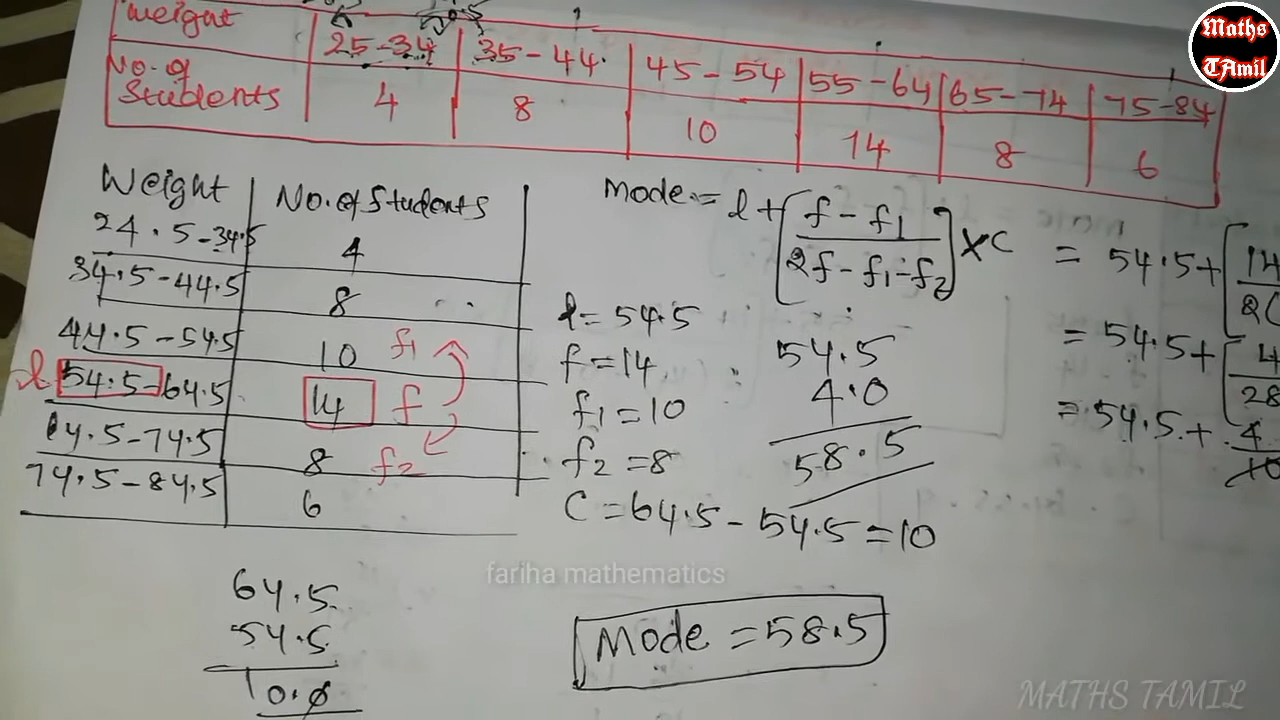 Maths TAmil
Weight 25-34 35-44 45-54 55-64 65-74 75-84
No. of Students 4 8 10 14 8 6
Weight No. of Students
24.5-34.5 4
34.5-44.5 8
44.5-54.5 10 f₁
l 54.5-64.5 14 f
64.5-74.5 8 f₂
74.5-84.5 6
64.5
54.5
10.0
Mode = l + [(f-f₁)/(2f-f₁-f₂)] × C
l = 54.5
f = 14
f₁ = 10
f₂ = 8
C = 64.5 - 54.5 = 10
54.5
4.0
58.5
= 54.5 + [14
2(
= 54.5 + [4
28
= 54.5 + 4
10
Mode = 58.5
fariha mathematics
MATHS TAMIL